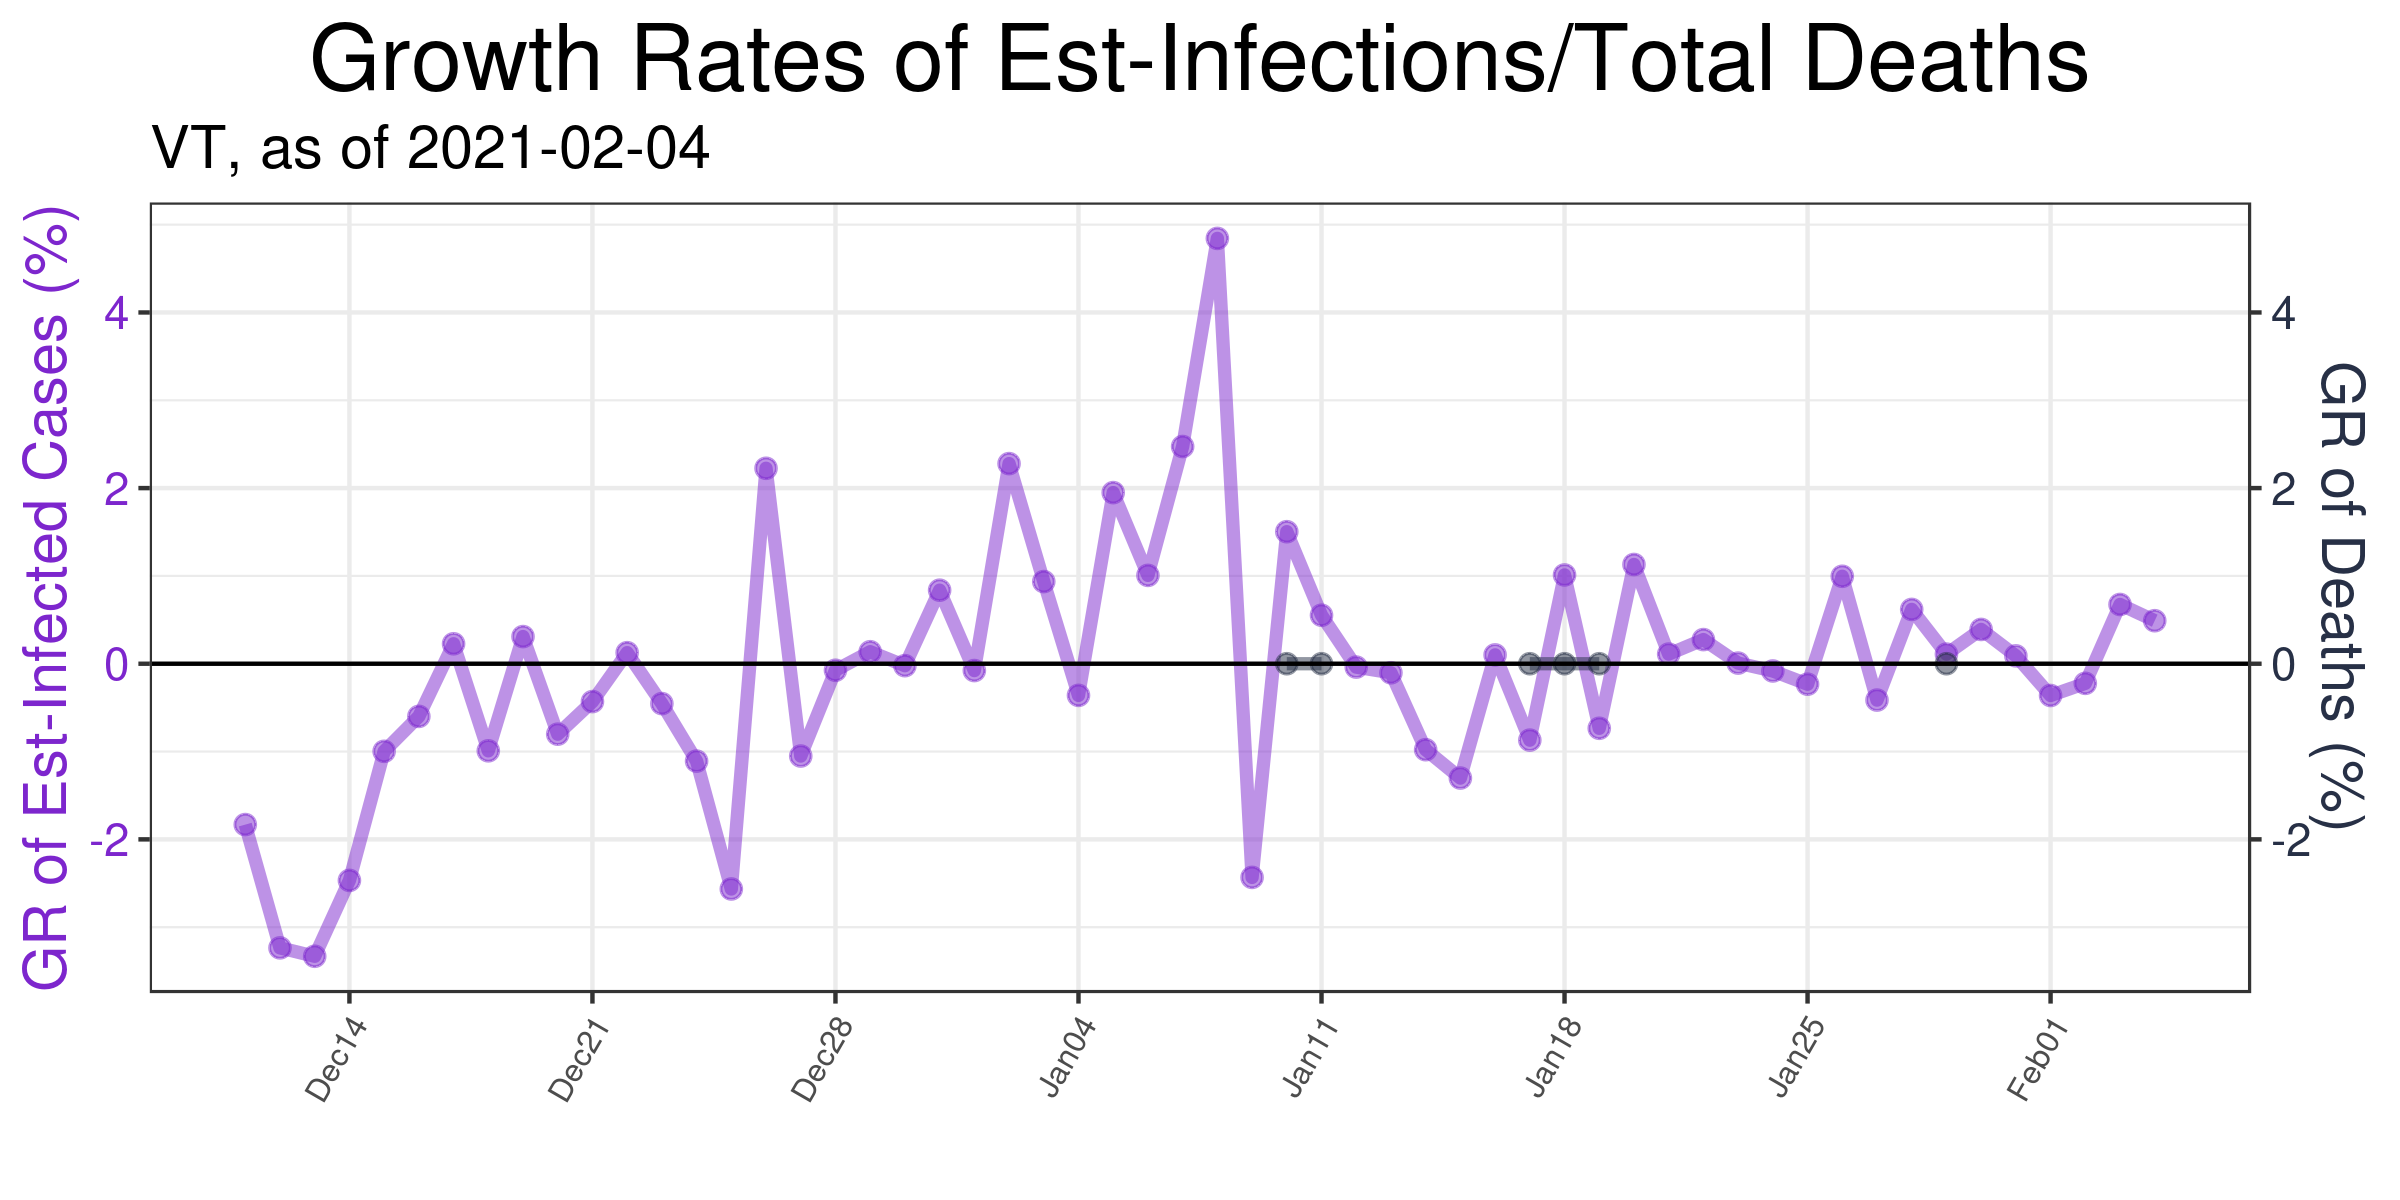 Growth Rates of Est-Infections/Total Deaths
VT, as of 2021-02-04
GR of Est-Infected Cases (%)
4
2
0
-2
4
2
0
-2
GR of Deaths (%)
Dec14
Dec21
Dec28
Jan04
Jan11
Jan18
Jan25
Feb01